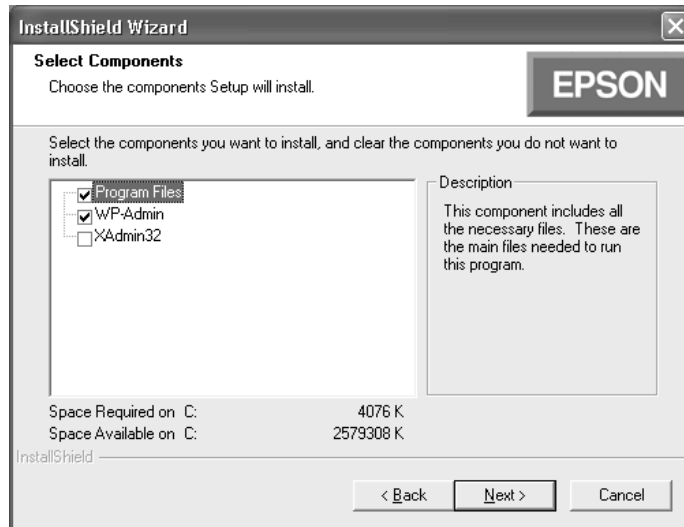 InstallShield Wizard
Select Components
Choose the components Setup will install.
EPSON
Select the components you want to install, and clear the components you do not want to
install.
Program Files
WP-Admin
XAdmin32
Description
This component includes all
the necessary files.  These are
the main files needed to run
this program.
Space Required on  C:    4076 K
Space Available on  C:    2579308 K
InstallShield
< Back    Next >    Cancel